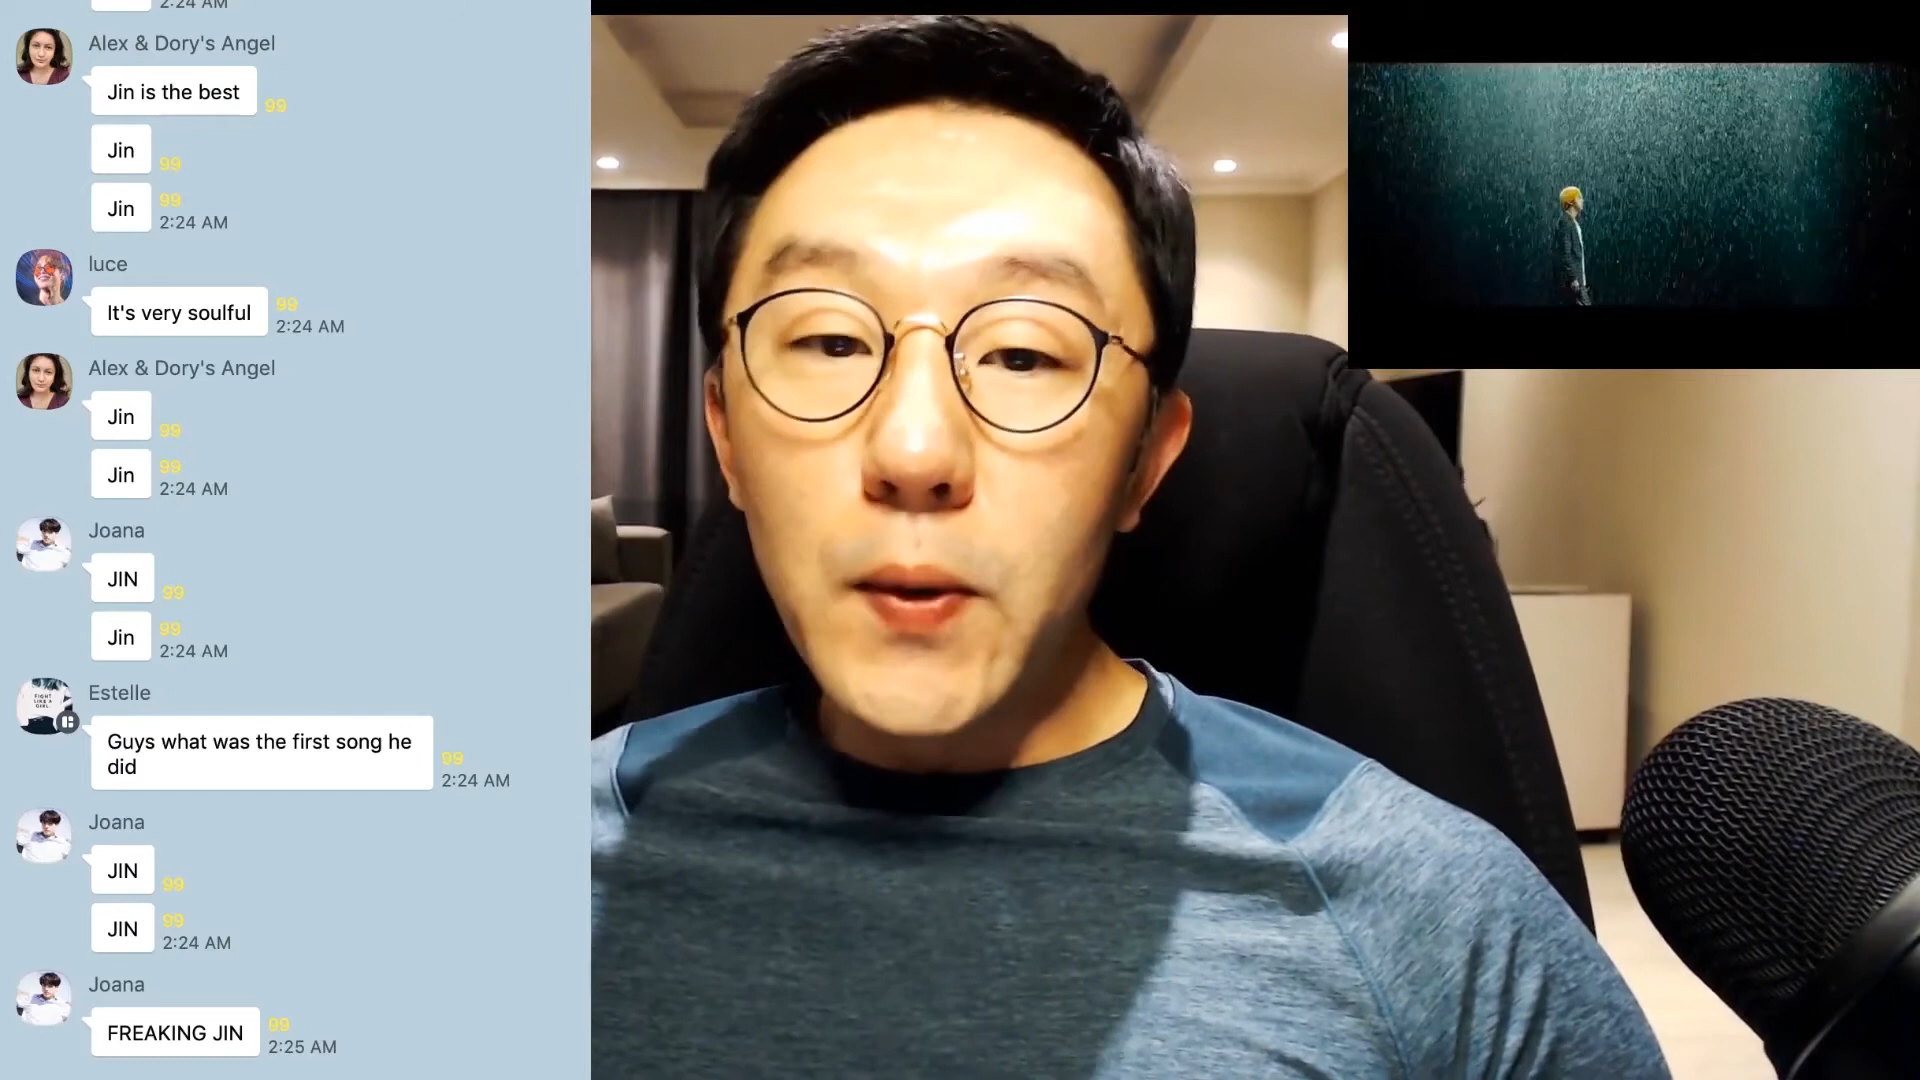 2:24 AM
Alex & Dory's Angel
Jin is the best
99
Jin
99
Jin
99
2:24 AM
luce
It's very soulful
99
2:24 AM
Alex & Dory's Angel
Jin
99
Jin
99
2:24 AM
Joana
JIN
99
Jin
99
2:24 AM
Estelle
FIGHT
LIKE A
GIRL
Guys what was the first song he
did
99
2:24 AM
Joana
JIN
99
JIN
99
2:24 AM
Joana
FREAKING JIN
99
2:25 AM